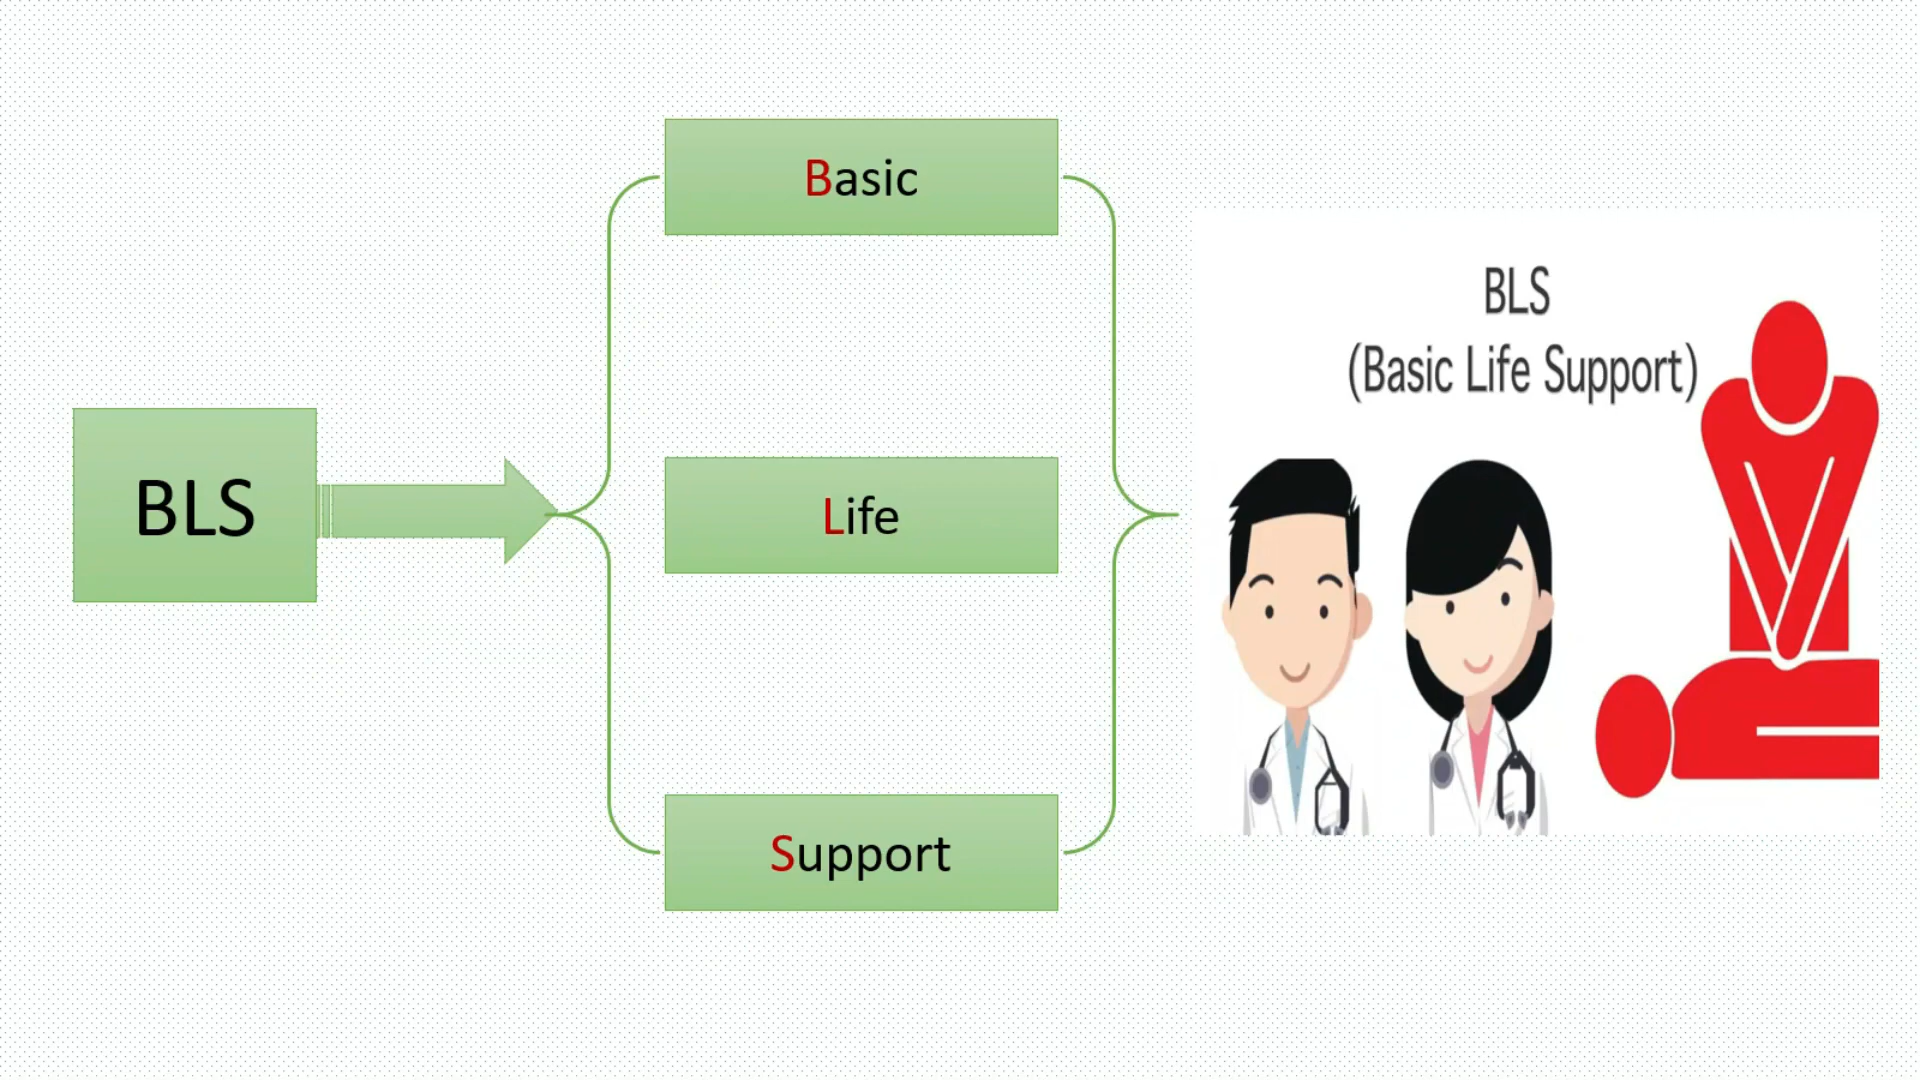 BLS
Basic
Life
Support
BLS
(Basic Life Support)